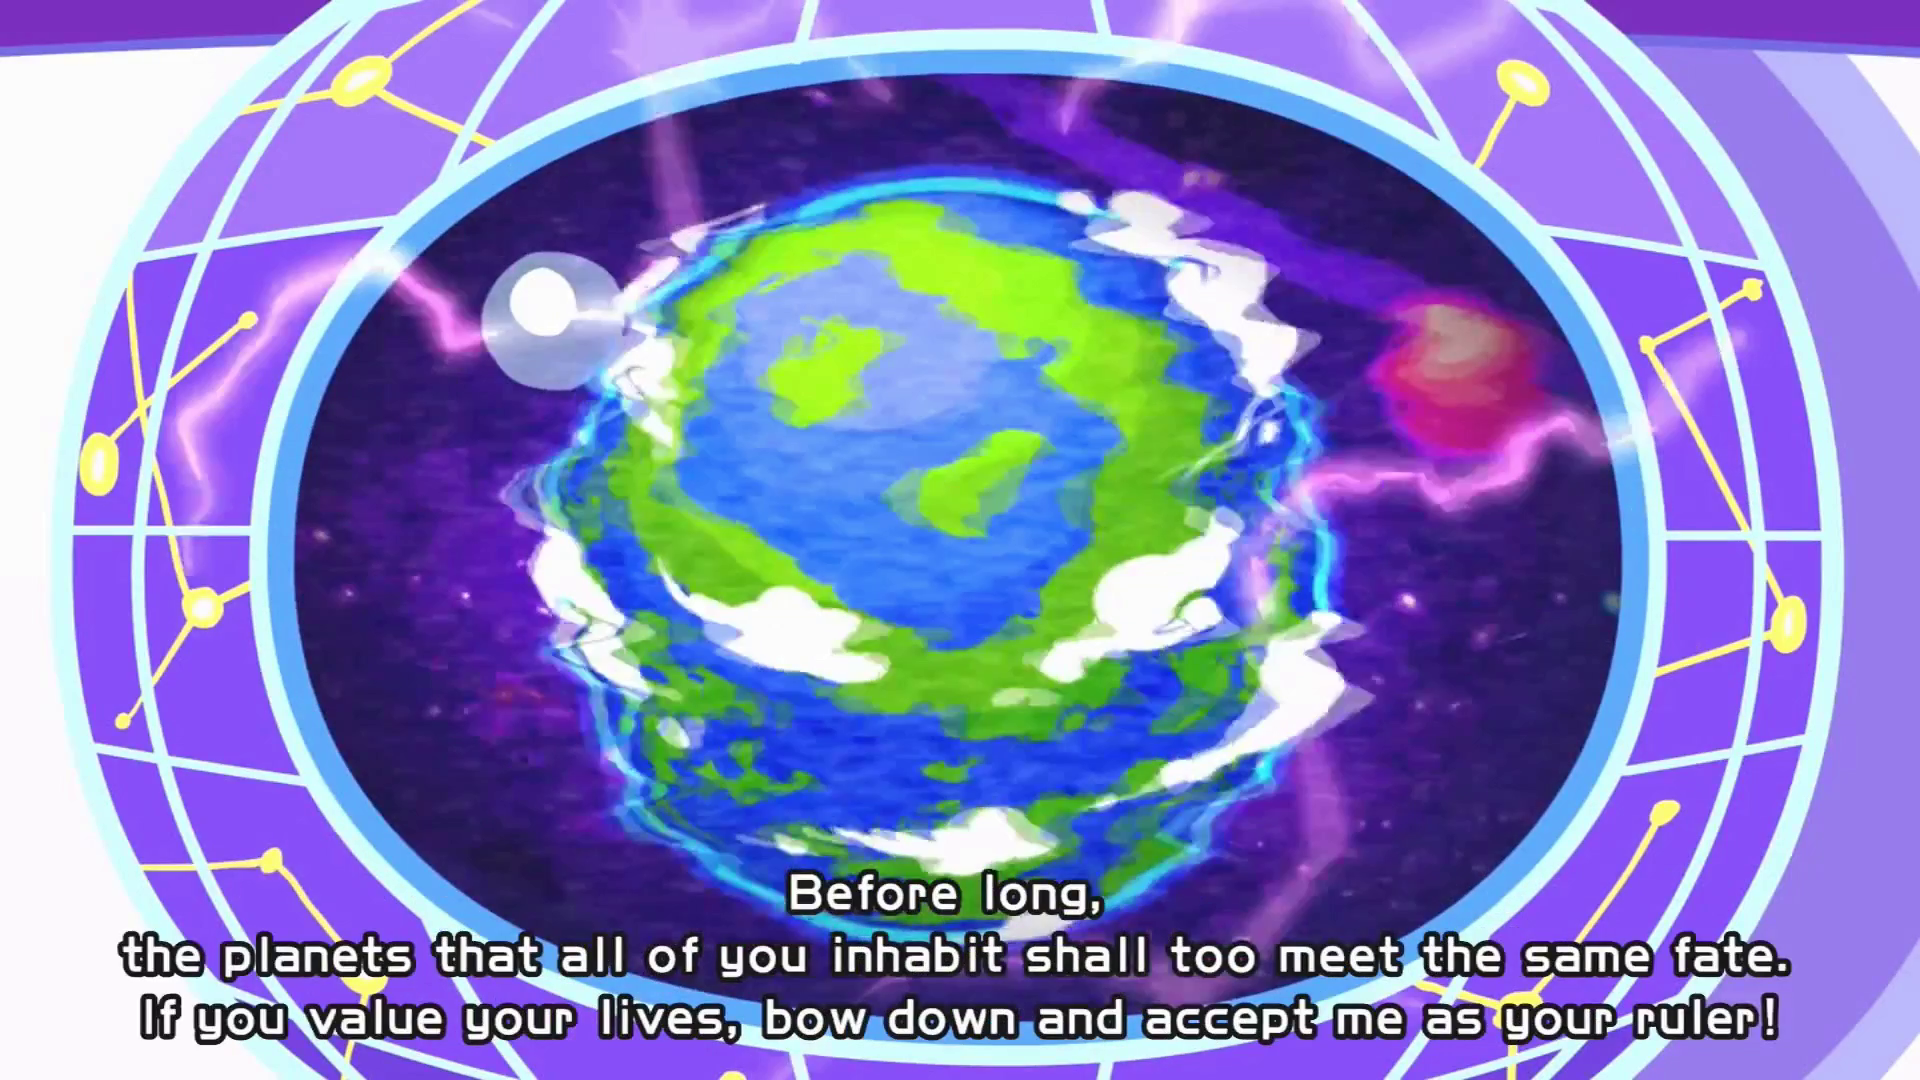 Before long,
the planets that all of you inhabit shall too meet the same fate.
If you value your lives, bow down and accept me as your ruler!